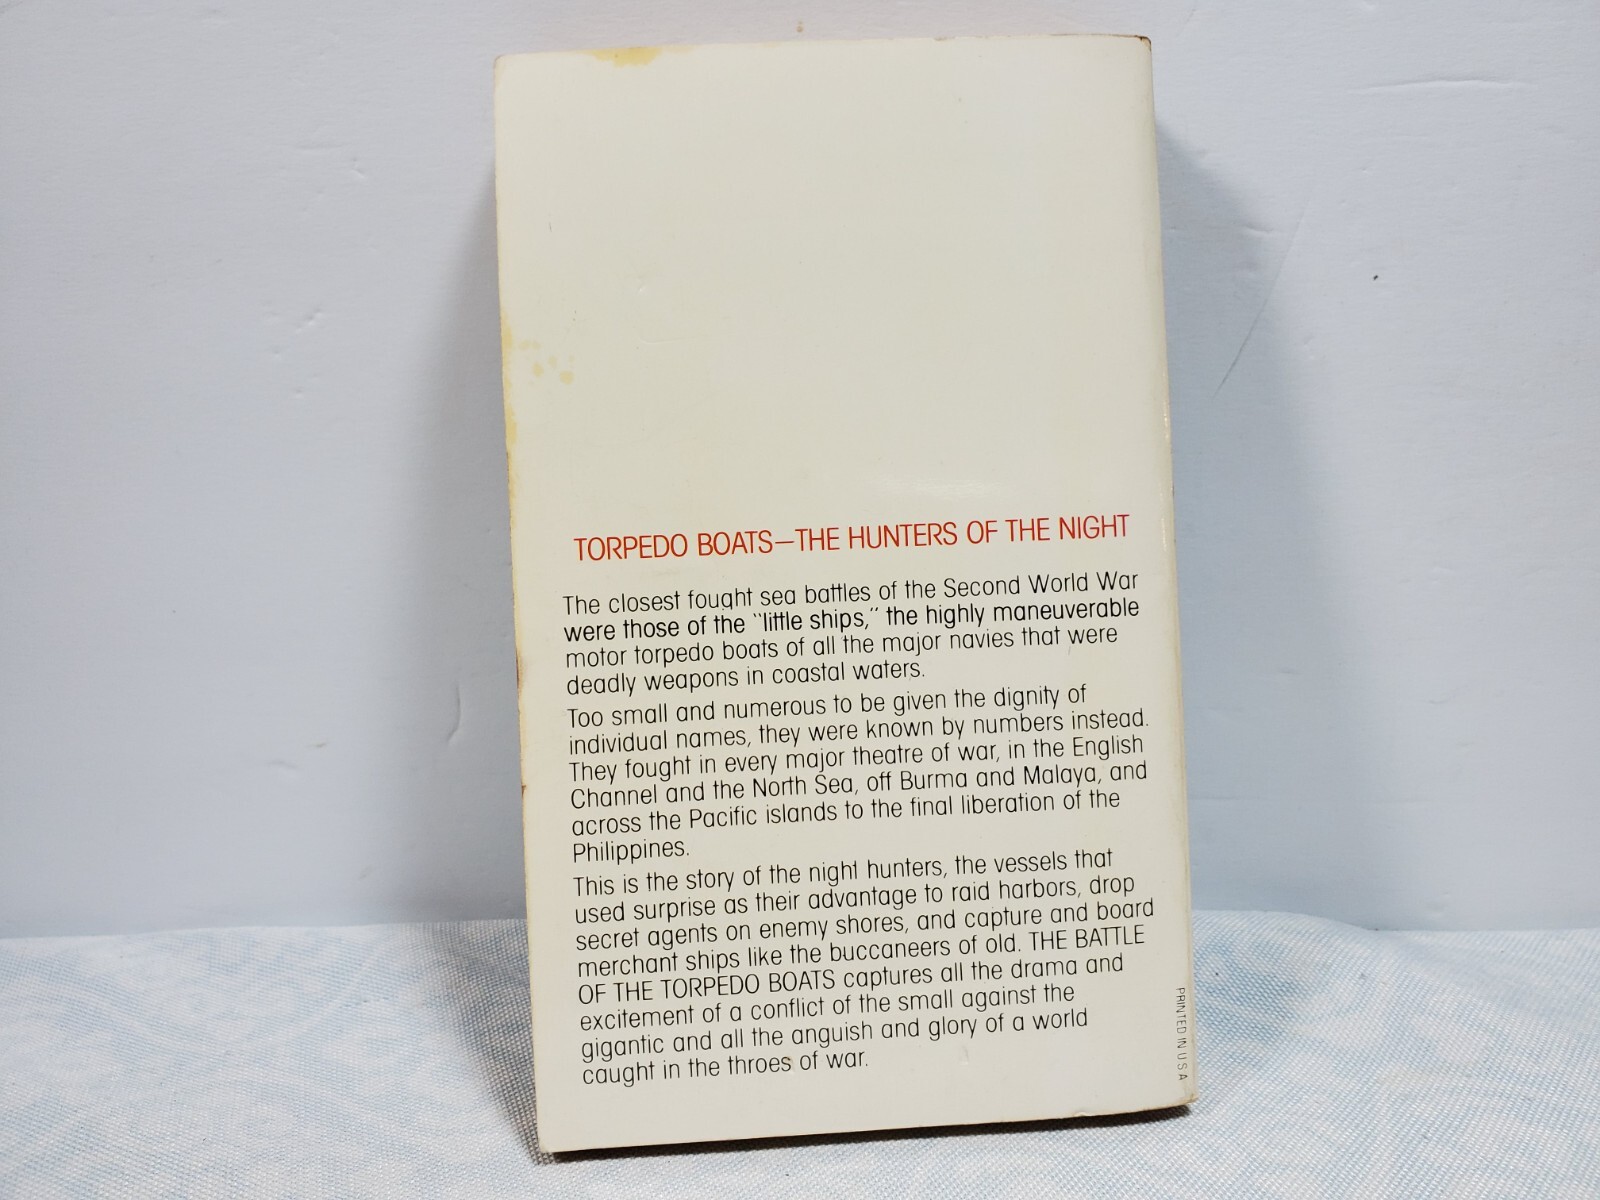 TORPEDO BOATS—THE HUNTERS OF THE NIGHT
The closest fought sea battles of the Second World War
were those of the "little ships," the highly maneuverable
motor torpedo boats of all the major navies that were
deadly weapons in coastal waters.
Too small and numerous to be given the dignity of
individual names, they were known by numbers instead.
They fought in every major theatre of war, in the English
Channel and the North Sea, off Burma and Malaya, and
across the Pacific islands to the final liberation of the
Philippines.
This is the story of the night hunters, the vessels that
used surprise as their advantage to raid harbors, drop
secret agents on enemy shores, and capture and board
merchant ships like the buccaneers of old. THE BATTLE
OF THE TORPEDO BOATS captures all the drama and
excitement of a conflict of the small against the
gigantic and all the anguish and glory of a world
caught in the throes of war.
PRINTED IN U S A